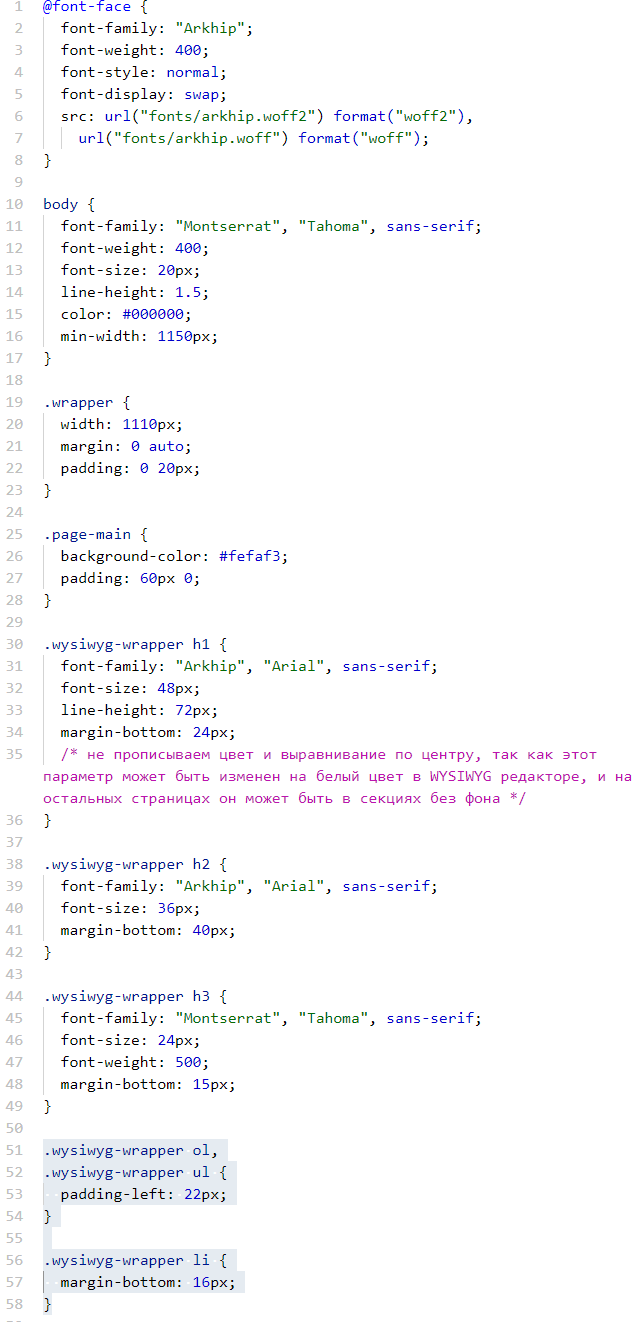 1 @font-face {
2 font-family: "Arkhip";
3 font-weight: 400;
4 font-style: normal;
5 font-display: swap;
6 src: url("fonts/arkhip.woff2") format("woff2"),
7 url("fonts/arkhip.woff") format("woff");
8 }
9
10 body {
11 font-family: "Montserrat", "Tahoma", sans-serif;
12 font-weight: 400;
13 font-size: 20px;
14 line-height: 1.5;
15 color: #000000;
16 min-width: 1150px;
17 }
18
19 .wrapper {
20 width: 1110px;
21 margin: 0 auto;
22 padding: 0 20px;
23 }
24
25 .page-main {
26 background-color: #fefaf3;
27 padding: 60px 0;
28 }
29
30 .wysiwyg-wrapper h1 {
31 font-family: "Arkhip", "Arial", sans-serif;
32 font-size: 48px;
33 line-height: 72px;
34 margin-bottom: 24px;
35 /* не прописываем цвет и выравнивание по центру, так как этот
параметр может быть изменен на белый цвет в WYSIWYG редакторе, и на
остальных страницах он может быть в секциях без фона */
36 }
37
38 .wysiwyg-wrapper h2 {
39 font-family: "Arkhip", "Arial", sans-serif;
40 font-size: 36px;
41 margin-bottom: 40px;
42 }
43
44 .wysiwyg-wrapper h3 {
45 font-family: "Montserrat", "Tahoma", sans-serif;
46 font-size: 24px;
47 font-weight: 500;
48 margin-bottom: 15px;
49 }
50
51 .wysiwyg-wrapper ol,
52 .wysiwyg-wrapper ul {
53 padding-left: 22px;
54 }
55
56 .wysiwyg-wrapper li {
57 margin-bottom: 16px;
58 }